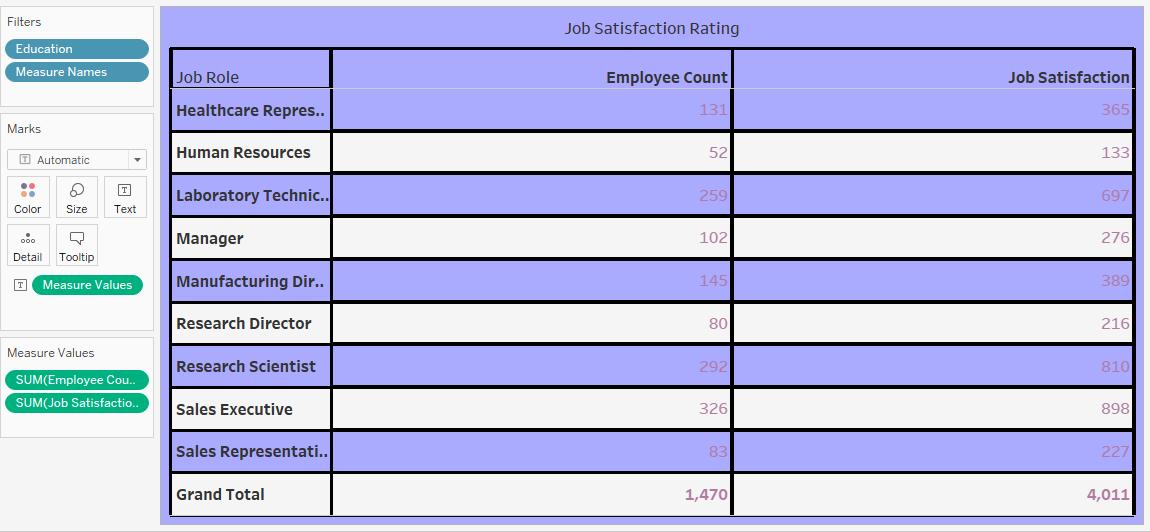 Filters
Education
Measure Names
Marks
Automatic
Color Size Text
Detail Tooltip
Measure Values
Measure Values
SUM(Employee Cou..
SUM(Job Satisfactio..
Job Satisfaction Rating
Job Role Employee Count Job Satisfaction
Healthcare Repres.. 131 365
Human Resources 52 133
Laboratory Technic.. 259 697
Manager 102 276
Manufacturing Dir.. 145 389
Research Director 80 216
Research Scientist 292 810
Sales Executive 326 898
Sales Representati.. 83 227
Grand Total 1,470 4,011